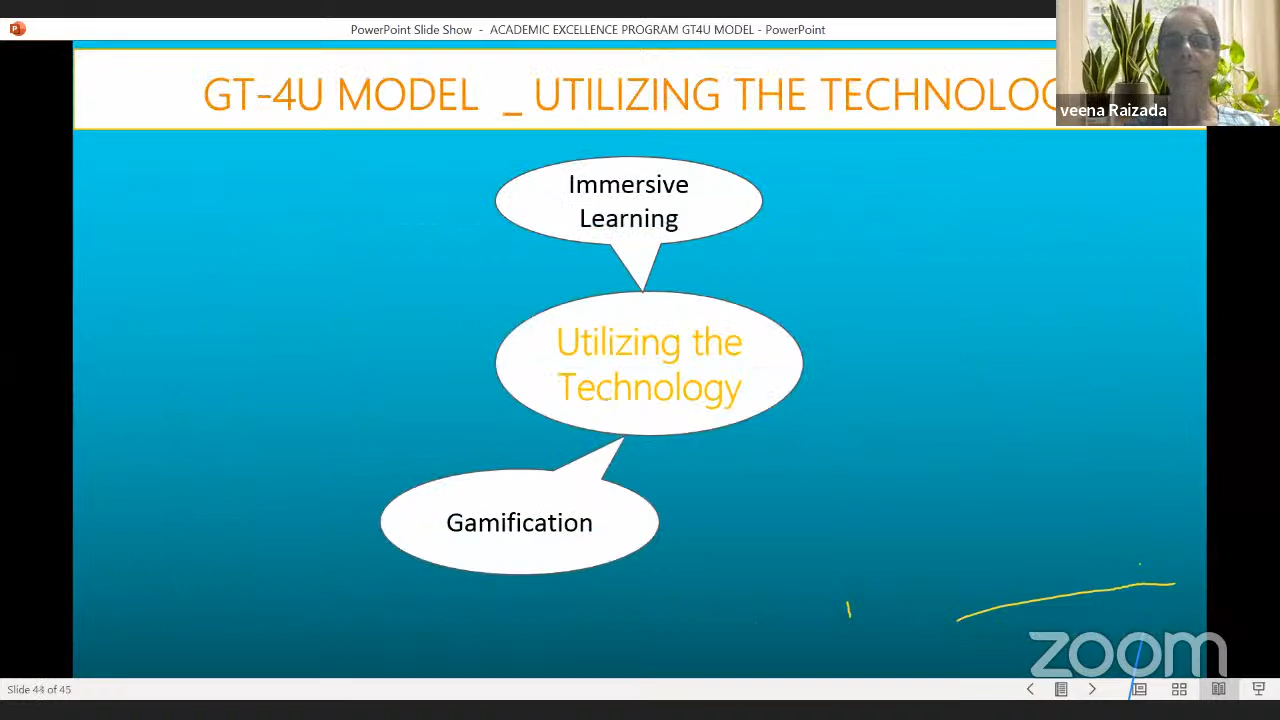 PowerPoint Slide Show - ACADEMIC EXCELLENCE PROGRAM GT4U MODEL - PowerPoint
GT-4U MODEL _ UTILIZING THE TECHNOLOG
veena Raizada
Immersive
Learning
Utilizing the
Technology
Gamification
zoom
Slide 44 of 45